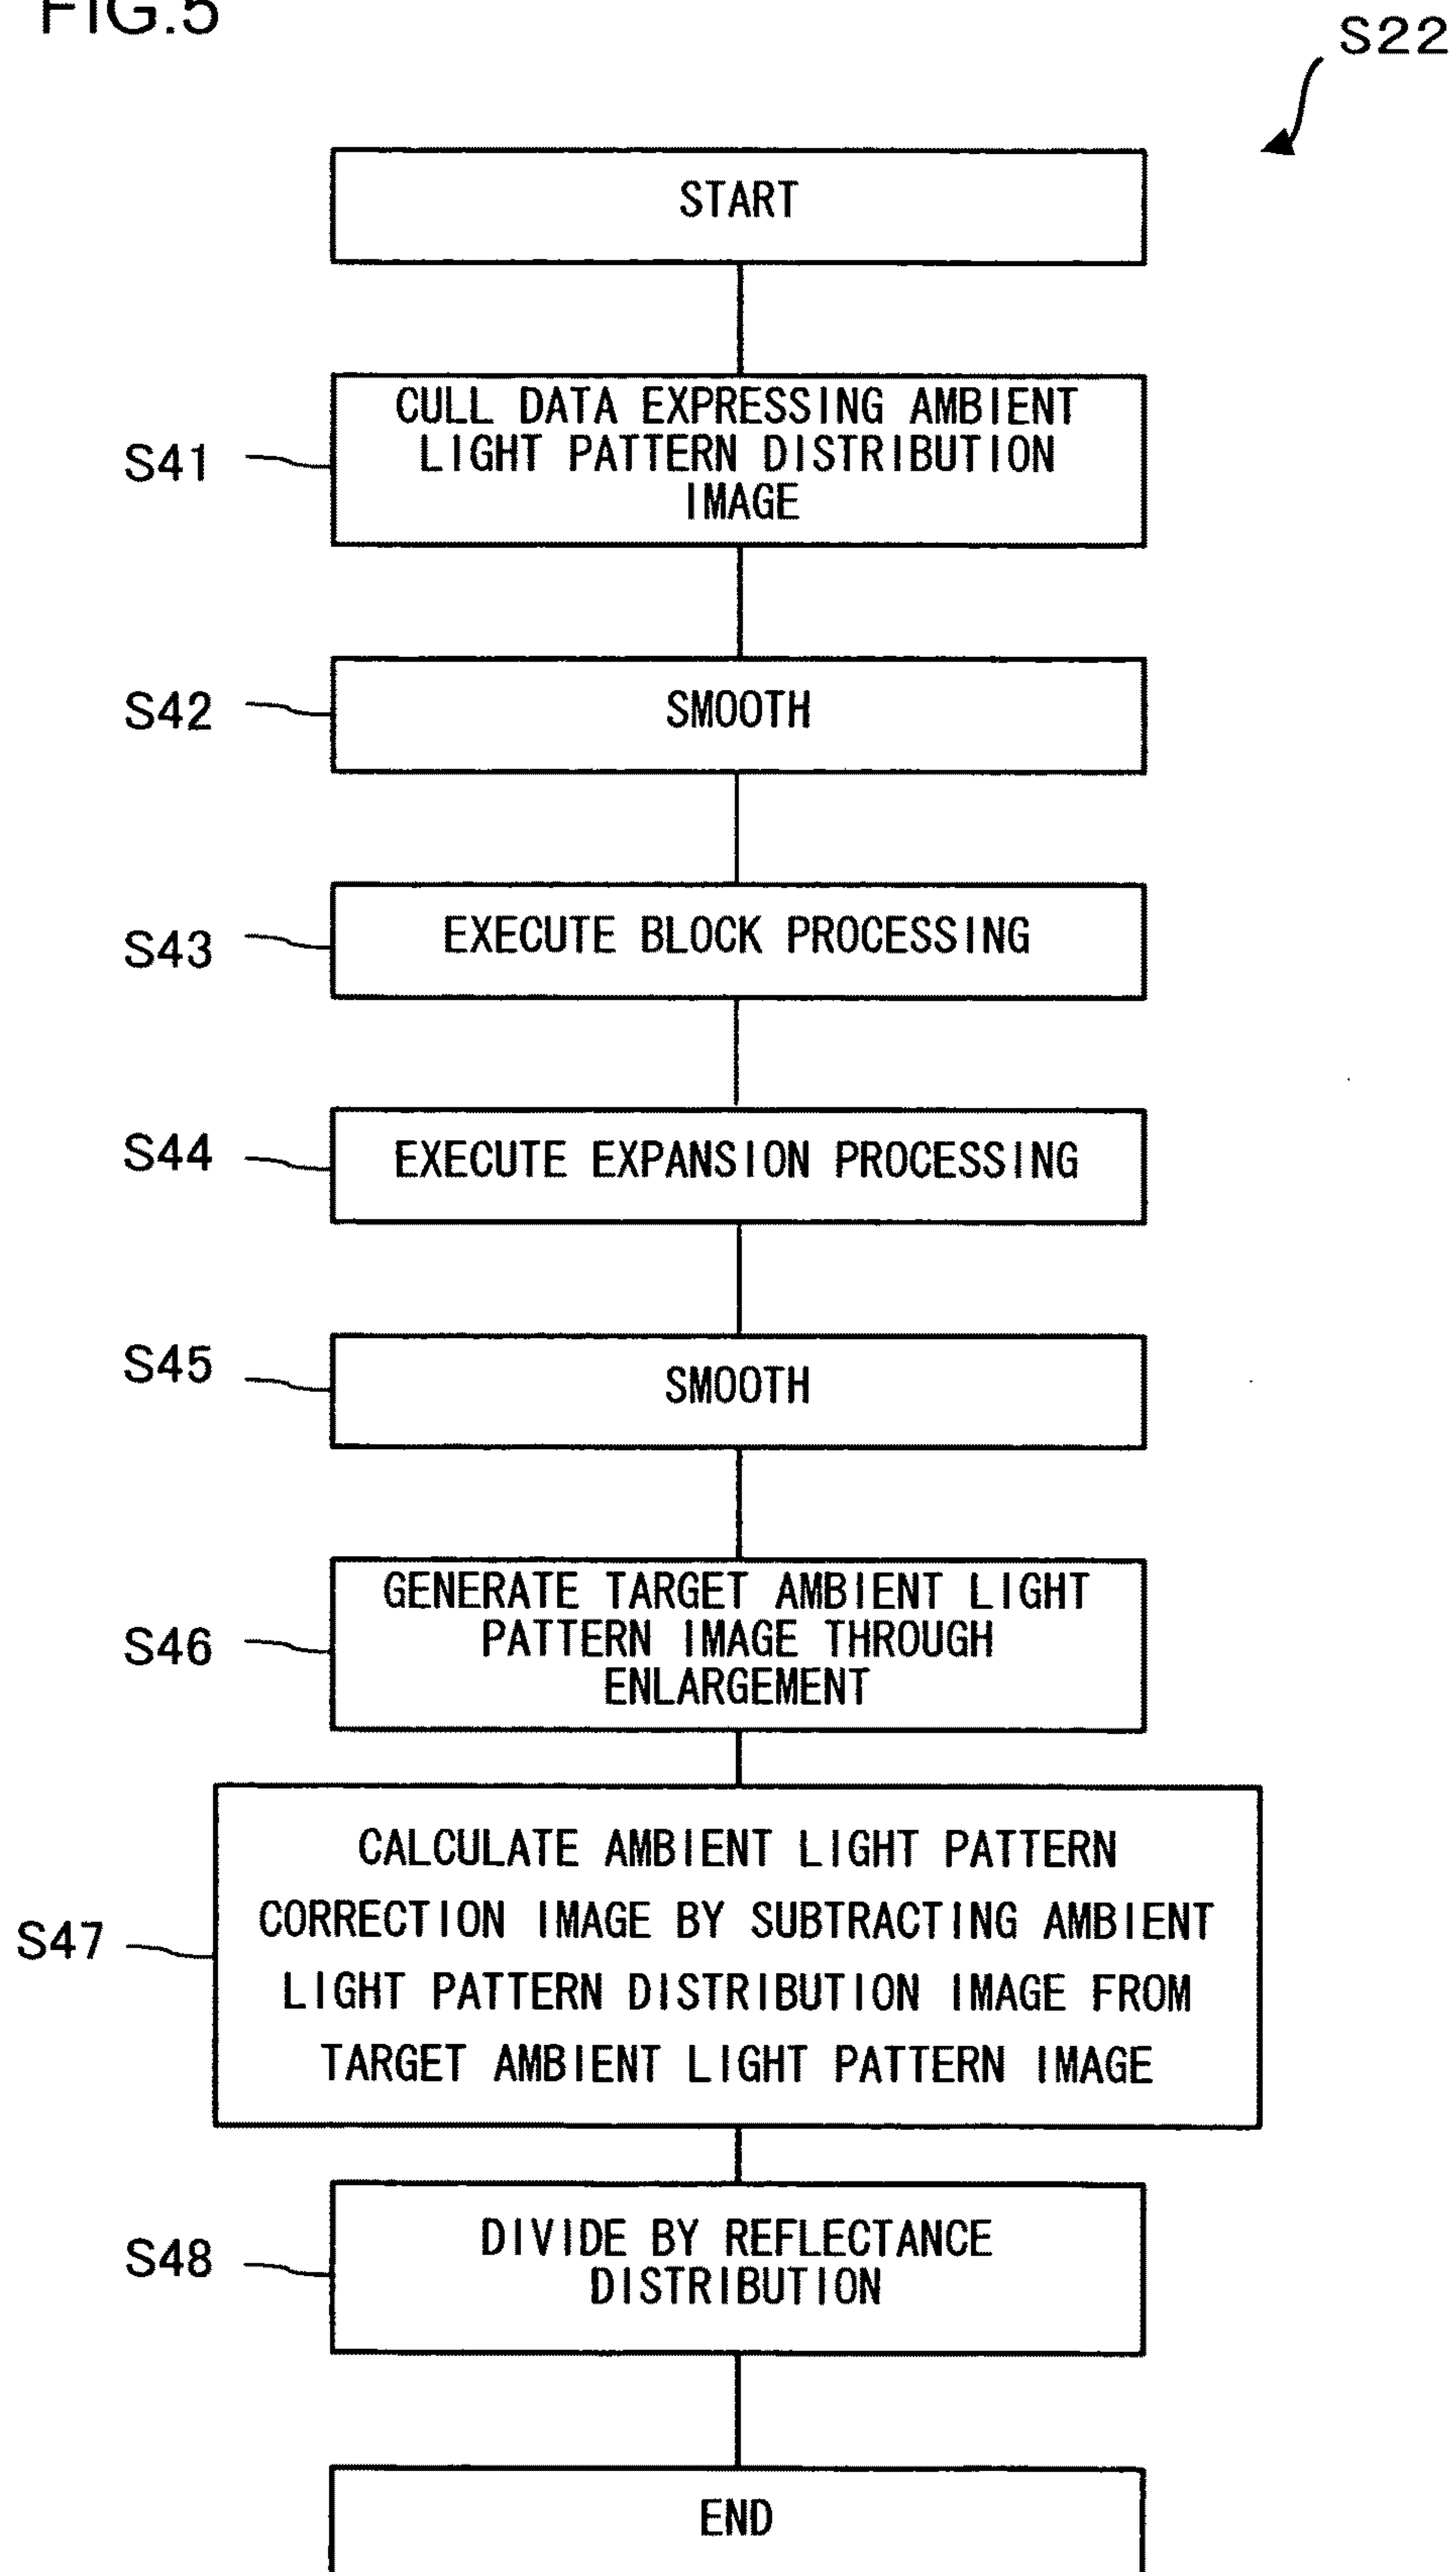 FIG.5
S22
START
S41
CULL DATA EXPRESSING AMBIENT
LIGHT PATTERN DISTRIBUTION
IMAGE
S42
SMOOTH
S43
EXECUTE BLOCK PROCESSING
S44
EXECUTE EXPANSION PROCESSING
S45
SMOOTH
S46
GENERATE TARGET AMBIENT LIGHT
PATTERN IMAGE THROUGH
ENLARGEMENT
S47
CALCULATE AMBIENT LIGHT PATTERN
CORRECTION IMAGE BY SUBTRACTING AMBIENT
LIGHT PATTERN DISTRIBUTION IMAGE FROM
TARGET AMBIENT LIGHT PATTERN IMAGE
S48
DIVIDE BY REFLECTANCE
DISTRIBUTION
END